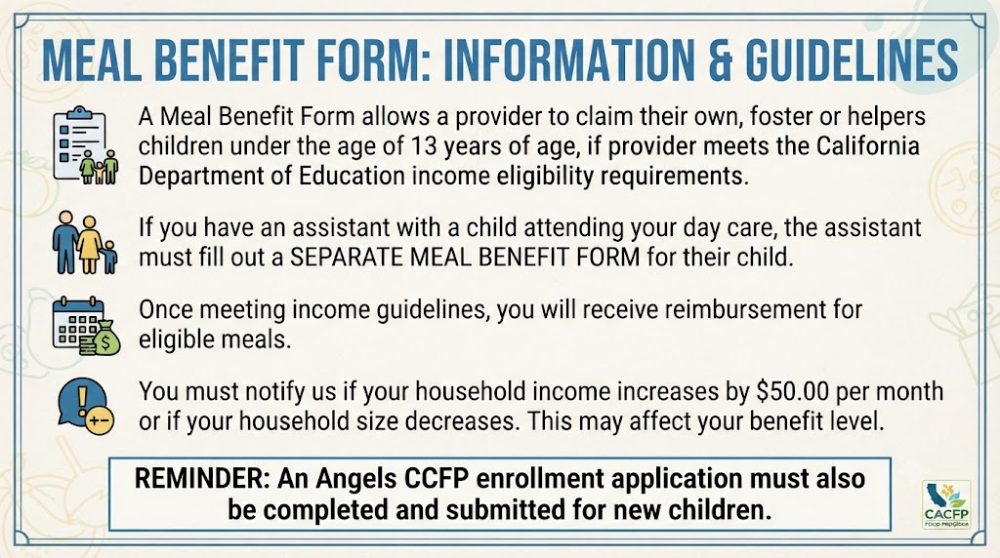 MEAL BENEFIT FORM: INFORMATION & GUIDELINES
A Meal Benefit Form allows a provider to claim their own, foster or helpers
children under the age of 13 years of age, if provider meets the California
Department of Education income eligibility requirements.
If you have an assistant with a child attending your day care, the assistant
must fill out a SEPARATE MEAL BENEFIT FORM for their child.
Once meeting income guidelines, you will receive reimbursement for
eligible meals.
You must notify us if your household income increases by $50.00 per month
or if your household size decreases. This may affect your benefit level.
REMINDER: An Angels CCFP enrollment application must also
be completed and submitted for new children.
CACFP
FOOD